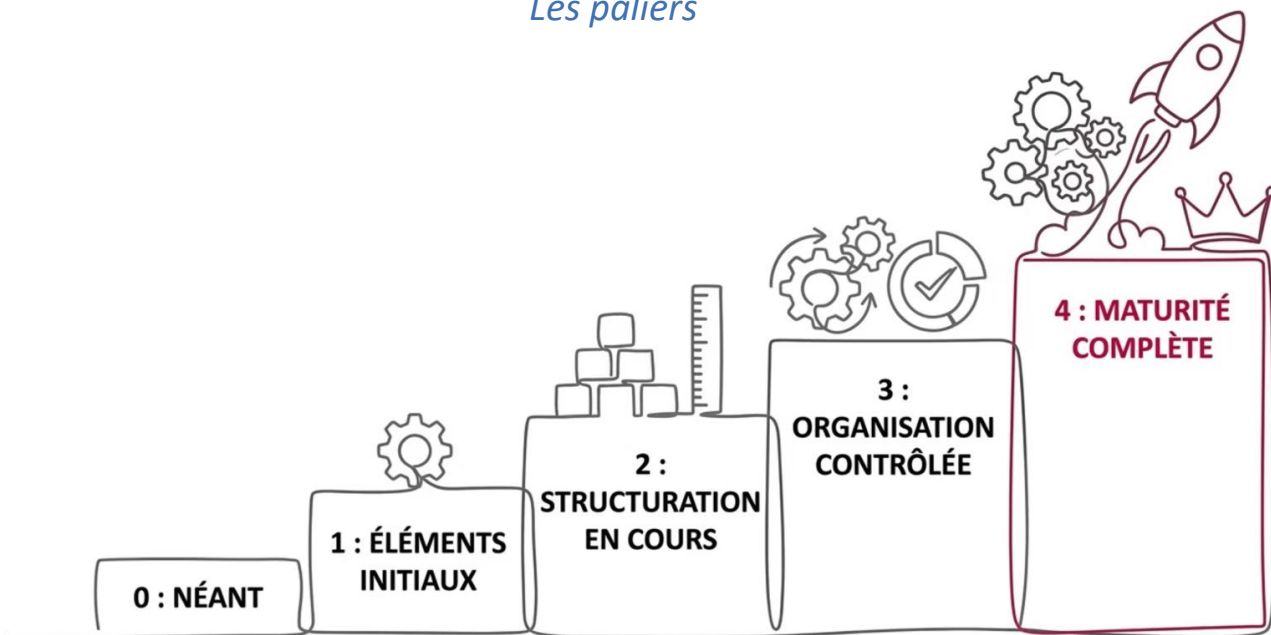 Les paliers
4 : MATURITÉ
COMPLÈTE
3 :
ORGANISATION
CONTRÔLÉE
2 :
STRUCTURATION
EN COURS
1 : ÉLÉMENTS
INITIAUX
0 : NÉANT